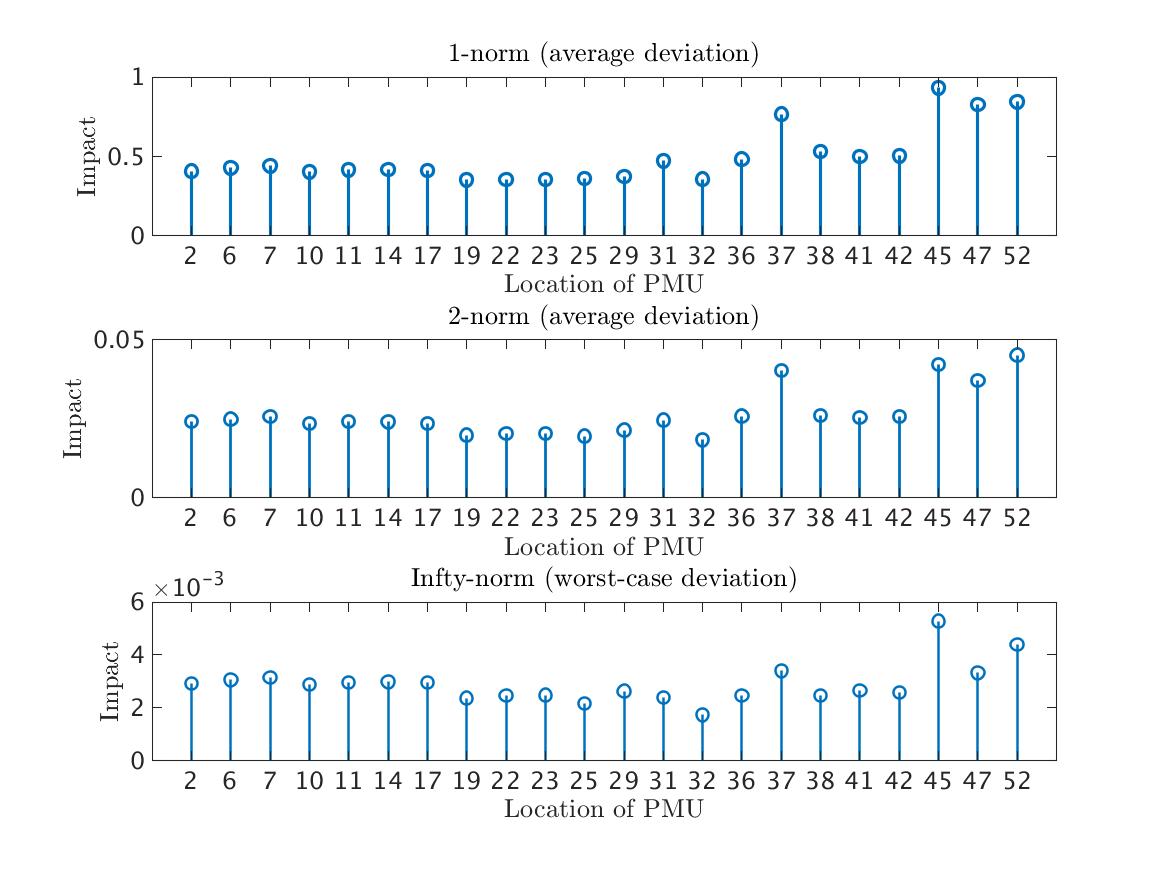 1-norm (average deviation)
1
0.5
0
Impact
2 6 7 10 11 14 17 19 22 23 25 29 31 32 36 37 38 41 42 45 47 52
Location of PMU
2-norm (average deviation)
0.05
0
Impact
2 6 7 10 11 14 17 19 22 23 25 29 31 32 36 37 38 41 42 45 47 52
Location of PMU
Infty-norm (worst-case deviation)
×10⁻³
6
4
2
0
Impact
2 6 7 10 11 14 17 19 22 23 25 29 31 32 36 37 38 41 42 45 47 52
Location of PMU